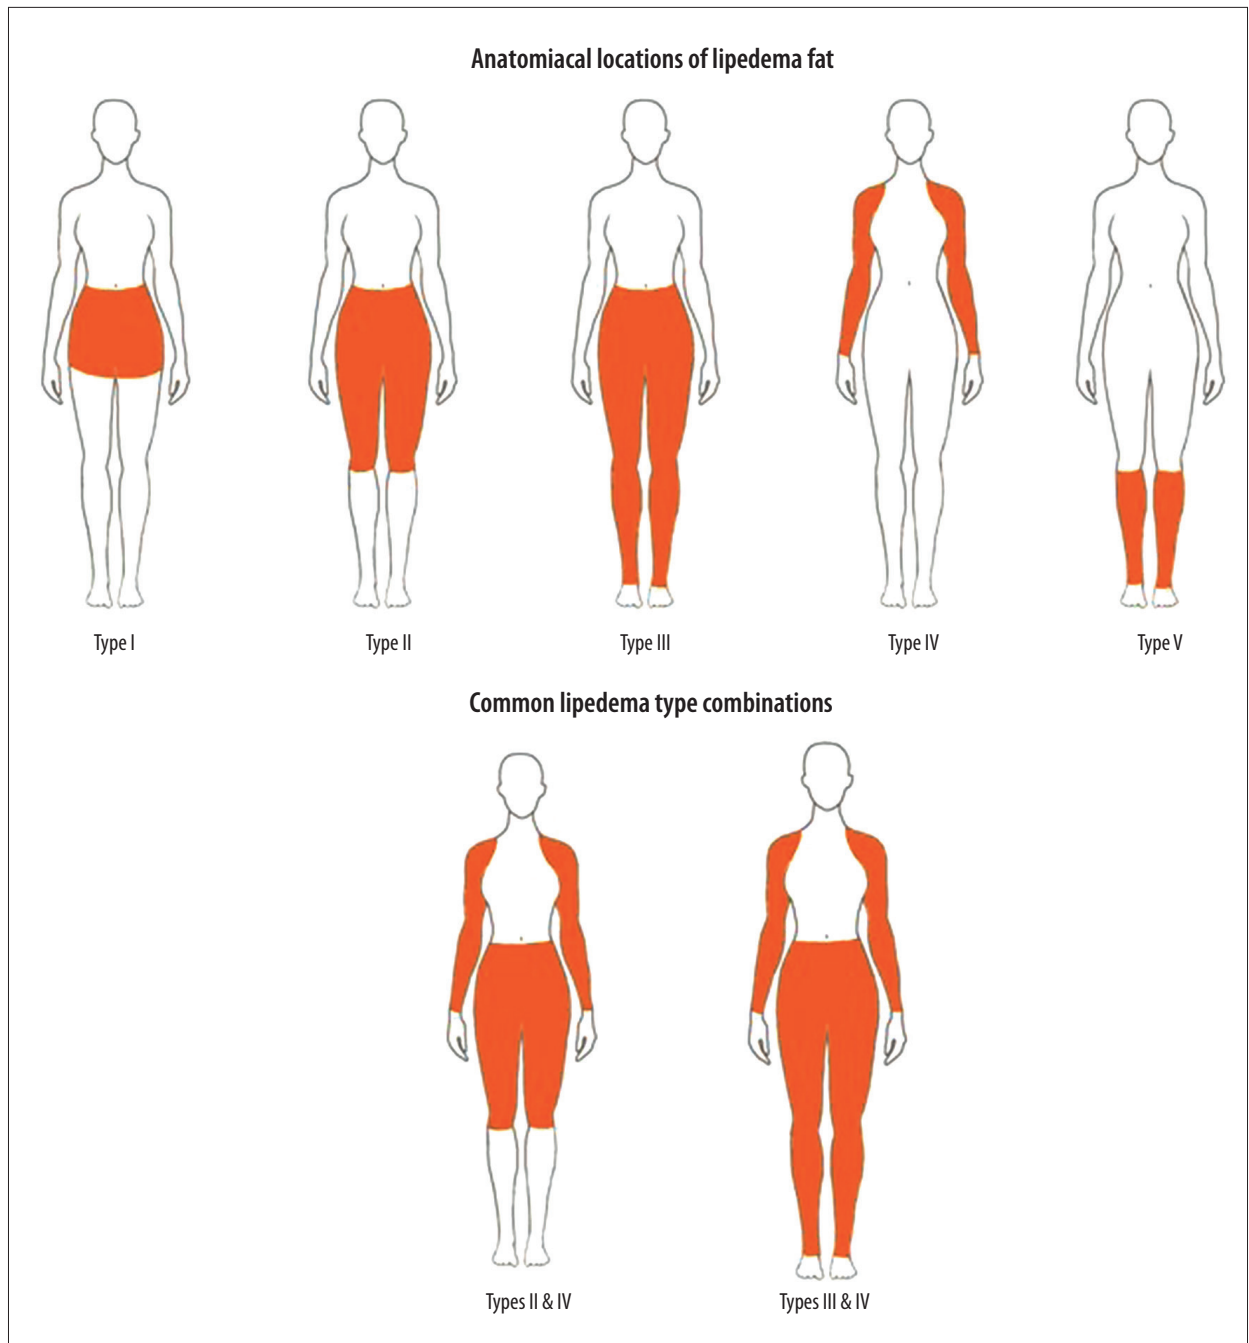 Anatomiacal locations of lipedema fat
Type I
Type II
Type III
Type IV
Type V
Common lipedema type combinations
Types II & IV
Types III & IV